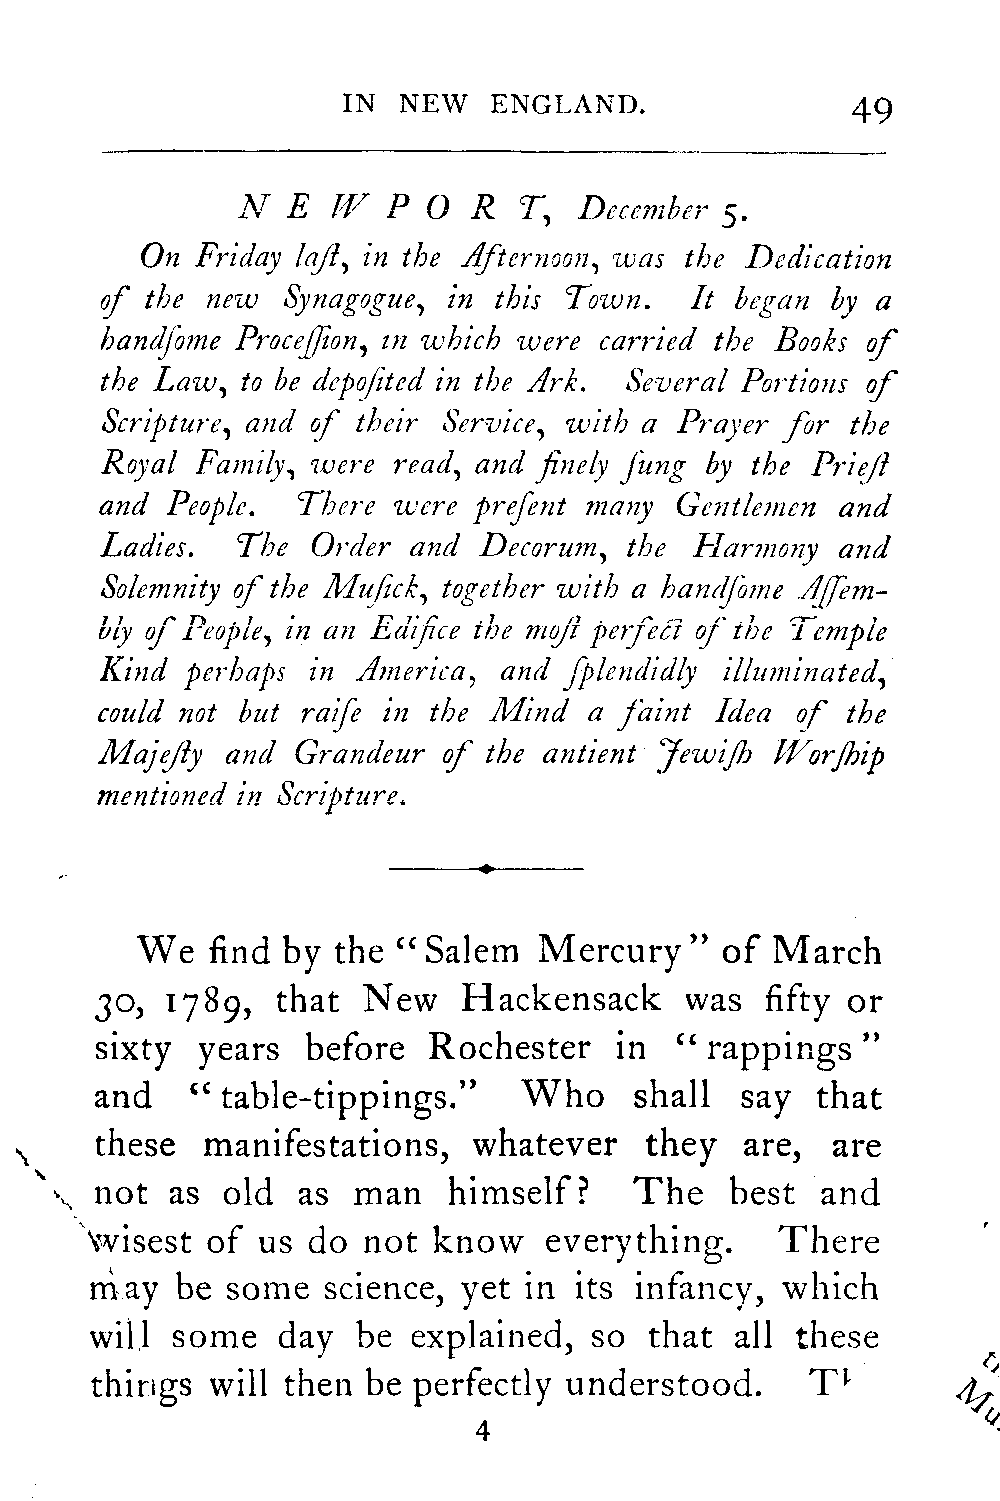 IN NEW ENGLAND. 49
NEWPORT, December 5.
On Friday laſt, in the Afternoon, was the Dedication
of the new Synagogue, in this Town. It began by a
handſome Proceſſion, in which were carried the Books of
the Law, to be depoſited in the Ark. Several Portions of
Scripture, and of their Service, with a Prayer for the
Royal Family, were read, and finely ſung by the Prieſt
and People. There were preſent many Gentlemen and
Ladies. The Order and Decorum, the Harmony and
Solemnity of the Muſick, together with a handſome Aſſem-
bly of People, in an Edifice the moſt perfect of the Temple
Kind perhaps in America, and ſplendidly illuminated,
could not but raiſe in the Mind a faint Idea of the
Majeſty and Grandeur of the antient Jewiſh Worſhip
mentioned in Scripture.
We find by the “Salem Mercury” of March
30, 1789, that New Hackensack was fifty or
sixty years before Rochester in “rappings”
and “table-tippings.” Who shall say that
these manifestations, whatever they are, are
not as old as man himself? The best and
wisest of us do not know everything. There
may be some science, yet in its infancy, which
will some day be explained, so that all these
things will then be perfectly understood.
4